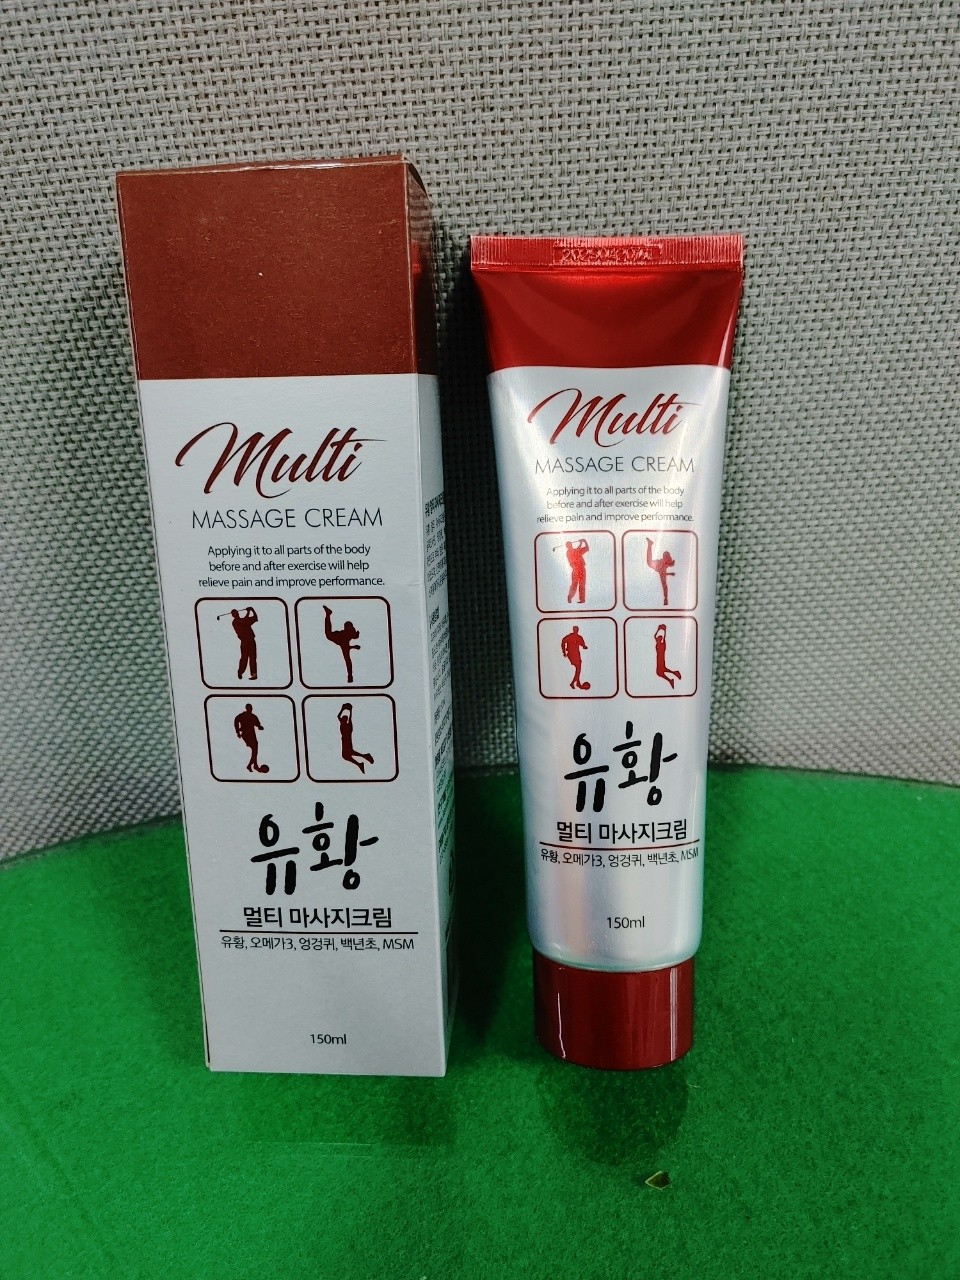 Multi
MASSAGE CREAM
Applying it to all parts of the body
before and after exercise will help
relieve pain and improve performance.
유황
멀티 마사지크림
유황, 오메가3, 엉겅퀴, 백년초, MSM
150ml
Multi
MASSAGE CREAM
Applying it to all parts of the body
before and after exercise will help
relieve pain and improve performance.
유황
멀티 마사지크림
유황, 오메가3, 엉겅퀴, 백년초, MSM
150ml